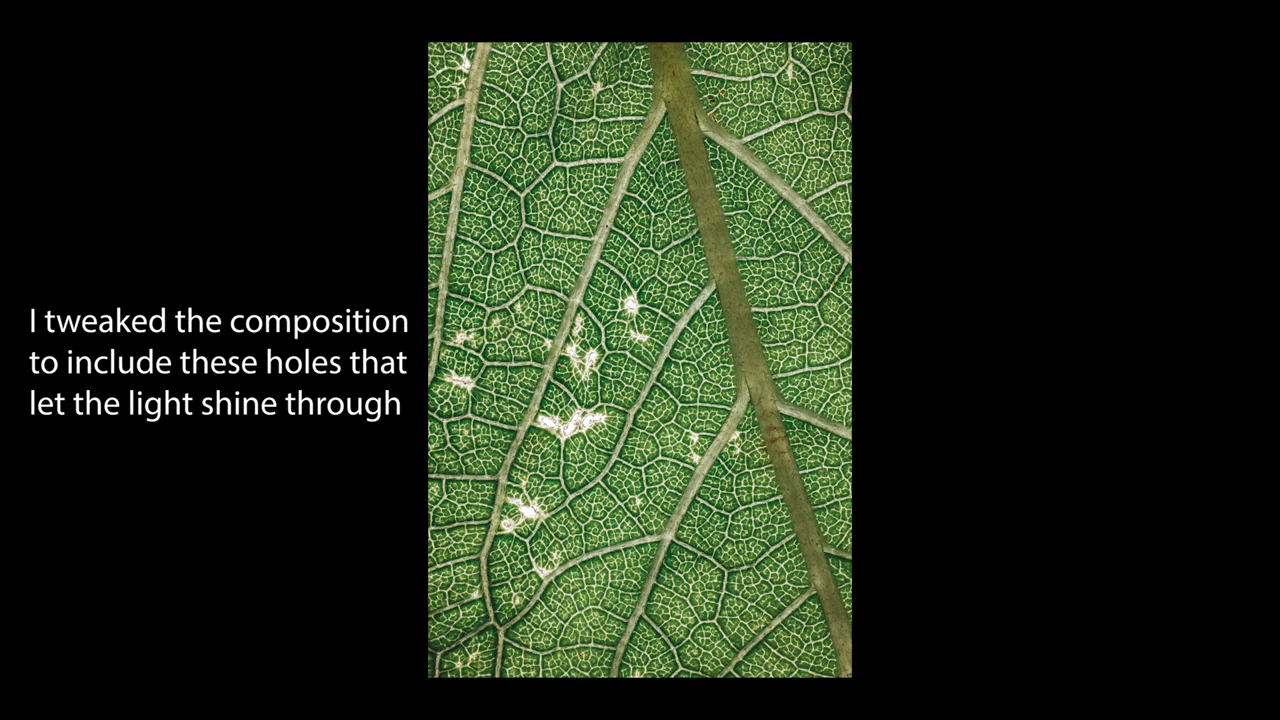 I tweaked the composition
to include these holes that
let the light shine through